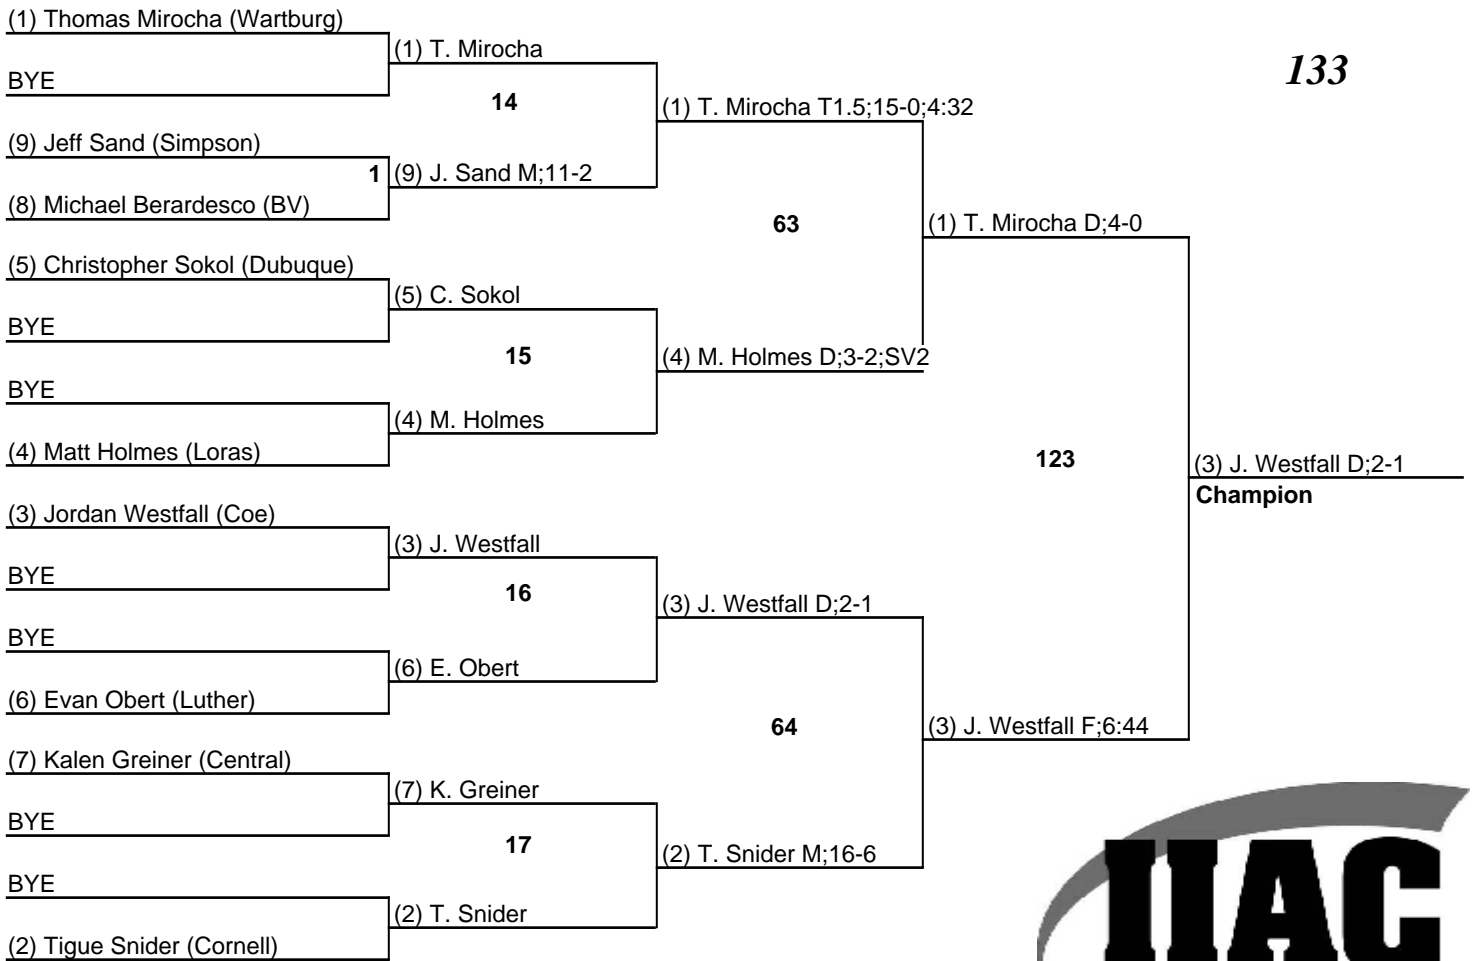 (1) Thomas Mirocha (Wartburg)
(1) T. Mirocha
133
BYE
14
(1) T. Mirocha T1.5;15-0;4:32
(9) Jeff Sand (Simpson)
1
(9) J. Sand M;11-2
(8) Michael Berardesco (BV)
63
(1) T. Mirocha D;4-0
(5) Christopher Sokol (Dubuque)
(5) C. Sokol
BYE
15
(4) M. Holmes D;3-2;SV2
BYE
(4) M. Holmes
(4) Matt Holmes (Loras)
123
(3) J. Westfall D;2-1
Champion
(3) Jordan Westfall (Coe)
(3) J. Westfall
BYE
16
(3) J. Westfall D;2-1
BYE
(6) E. Obert
(6) Evan Obert (Luther)
64
(3) J. Westfall F;6:44
(7) Kalen Greiner (Central)
(7) K. Greiner
BYE
17
(2) T. Snider M;16-6
BYE
(2) T. Snider
(2) Tigue Snider (Cornell)
IIAC